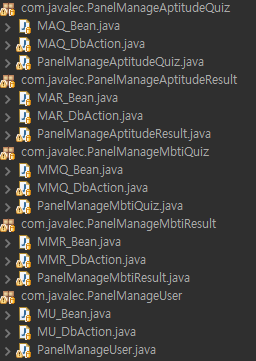 com.javalec.PanelManageAptitudeQuiz
MAQ_Bean.java
MAQ_DbAction.java
PanelManageAptitudeQuiz.java
com.javalec.PanelManageAptitudeResult
MAR_Bean.java
MAR_DbAction.java
PanelManageAptitudeResult.java
com.javalec.PanelManageMbtiQuiz
MMQ_Bean.java
MMQ_DbAction.java
PanelManageMbtiQuiz.java
com.javalec.PanelManageMbtiResult
MMR_Bean.java
MMR_DbAction.java
PanelManageMbtiResult.java
com.javalec.PanelManageUser
MU_Bean.java
MU_DbAction.java
PanelManageUser.java